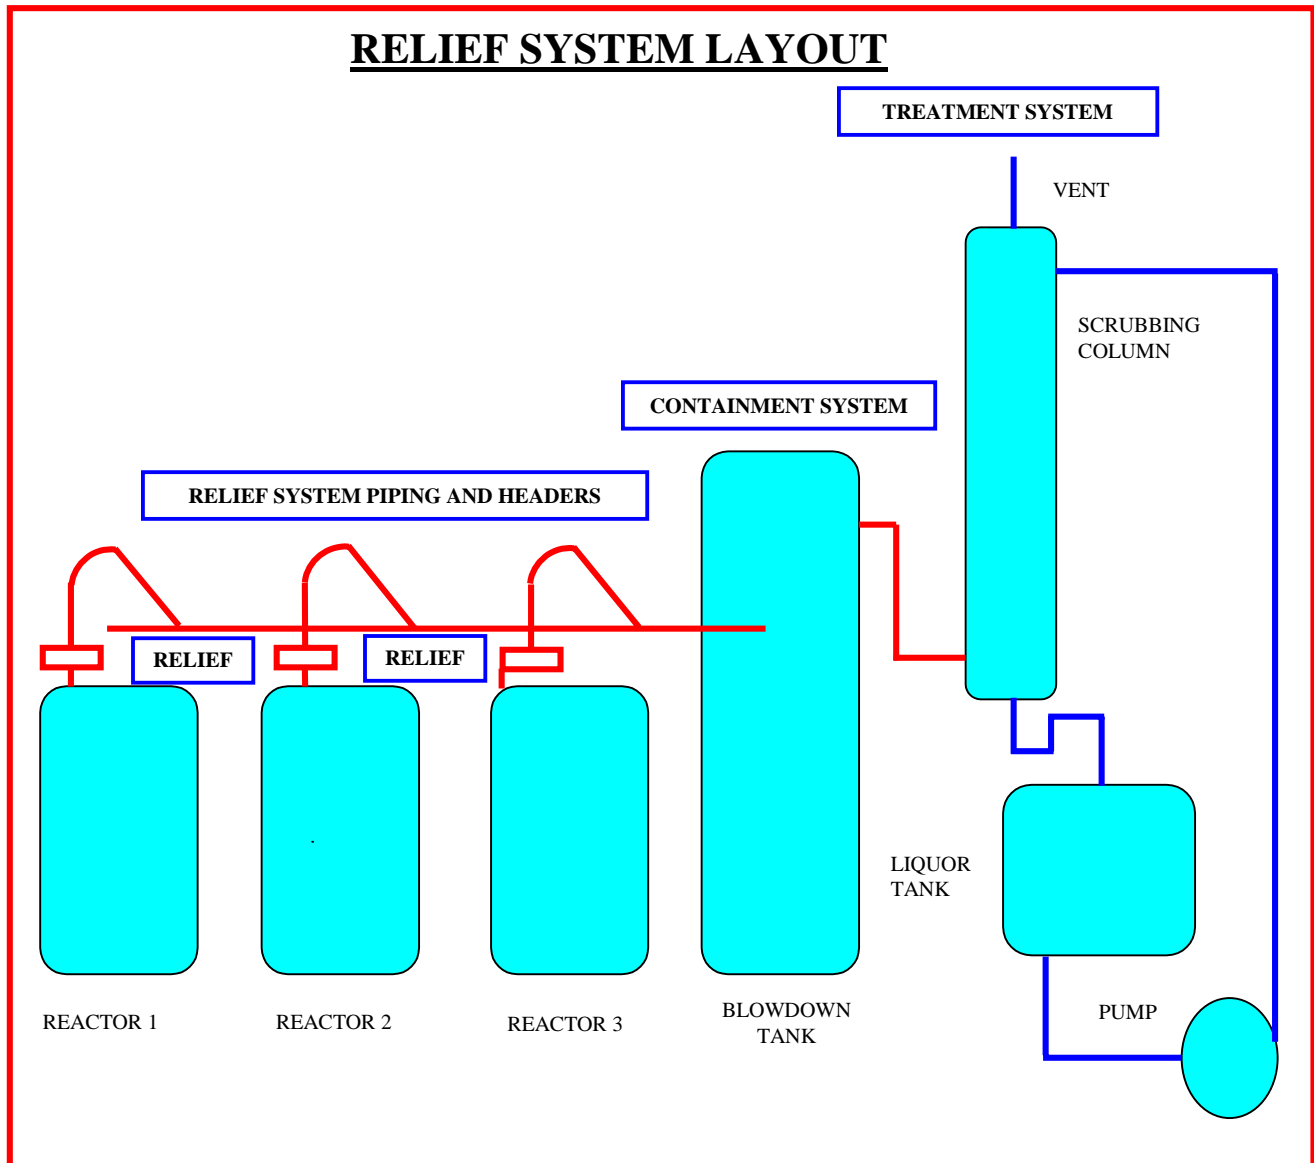 RELIEF SYSTEM LAYOUT
TREATMENT SYSTEM
VENT
SCRUBBING
COLUMN
CONTAINMENT SYSTEM
RELIEF SYSTEM PIPING AND HEADERS
RELIEF
RELIEF
LIQUOR
TANK
REACTOR 1
REACTOR 2
REACTOR 3
BLOWDOWN
TANK
PUMP